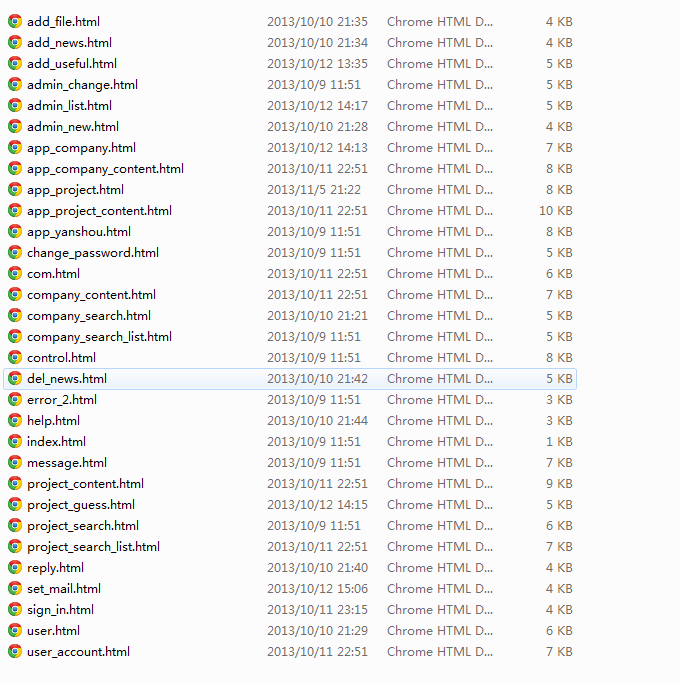 add_file.html 2013/10/10 21:35 Chrome HTML D... 4 KB
add_news.html 2013/10/10 21:34 Chrome HTML D... 4 KB
add_useful.html 2013/10/12 13:35 Chrome HTML D... 5 KB
admin_change.html 2013/10/9 11:51 Chrome HTML D... 5 KB
admin_list.html 2013/10/12 14:17 Chrome HTML D... 5 KB
admin_new.html 2013/10/10 21:28 Chrome HTML D... 4 KB
app_company.html 2013/10/12 14:13 Chrome HTML D... 7 KB
app_company_content.html 2013/10/11 22:51 Chrome HTML D... 8 KB
app_project.html 2013/11/5 21:22 Chrome HTML D... 8 KB
app_project_content.html 2013/10/11 22:51 Chrome HTML D... 10 KB
app_yanshou.html 2013/10/9 11:51 Chrome HTML D... 8 KB
change_password.html 2013/10/9 11:51 Chrome HTML D... 5 KB
com.html 2013/10/11 22:51 Chrome HTML D... 6 KB
company_content.html 2013/10/11 22:51 Chrome HTML D... 7 KB
company_search.html 2013/10/10 21:21 Chrome HTML D... 5 KB
company_search_list.html 2013/10/9 11:51 Chrome HTML D... 5 KB
control.html 2013/10/9 11:51 Chrome HTML D... 8 KB
del_news.html 2013/10/10 21:42 Chrome HTML D... 5 KB
error_2.html 2013/10/9 11:51 Chrome HTML D... 3 KB
help.html 2013/10/10 21:44 Chrome HTML D... 3 KB
index.html 2013/10/9 11:51 Chrome HTML D... 1 KB
message.html 2013/10/9 11:51 Chrome HTML D... 7 KB
project_content.html 2013/10/11 22:51 Chrome HTML D... 9 KB
project_guess.html 2013/10/12 14:15 Chrome HTML D... 5 KB
project_search.html 2013/10/9 11:51 Chrome HTML D... 6 KB
project_search_list.html 2013/10/11 22:51 Chrome HTML D... 7 KB
reply.html 2013/10/10 21:40 Chrome HTML D... 4 KB
set_mail.html 2013/10/12 15:06 Chrome HTML D... 4 KB
sign_in.html 2013/10/11 23:15 Chrome HTML D... 4 KB
user.html 2013/10/10 21:29 Chrome HTML D... 6 KB
user_account.html 2013/10/11 22:51 Chrome HTML D... 7 KB